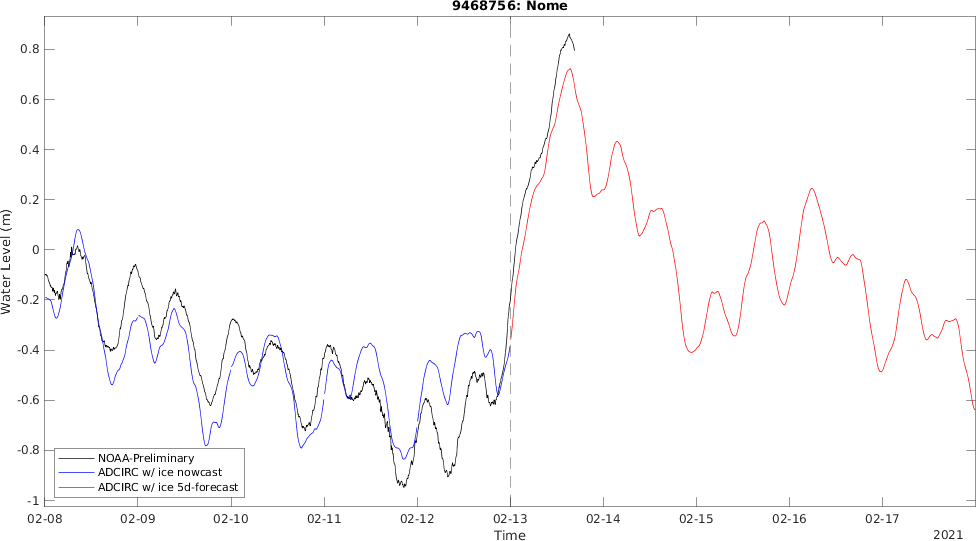 9468756: Nome
0.8
0.6
0.4
0.2
0
-0.2
-0.4
-0.6
-0.8
-1
Water Level (m)
NOAA-Preliminary
ADCIRC w/ ice nowcast
ADCIRC w/ ice 5d-forecast
02-08 02-09 02-10 02-11 02-12 02-13 02-14 02-15 02-16 02-17
Time
2021